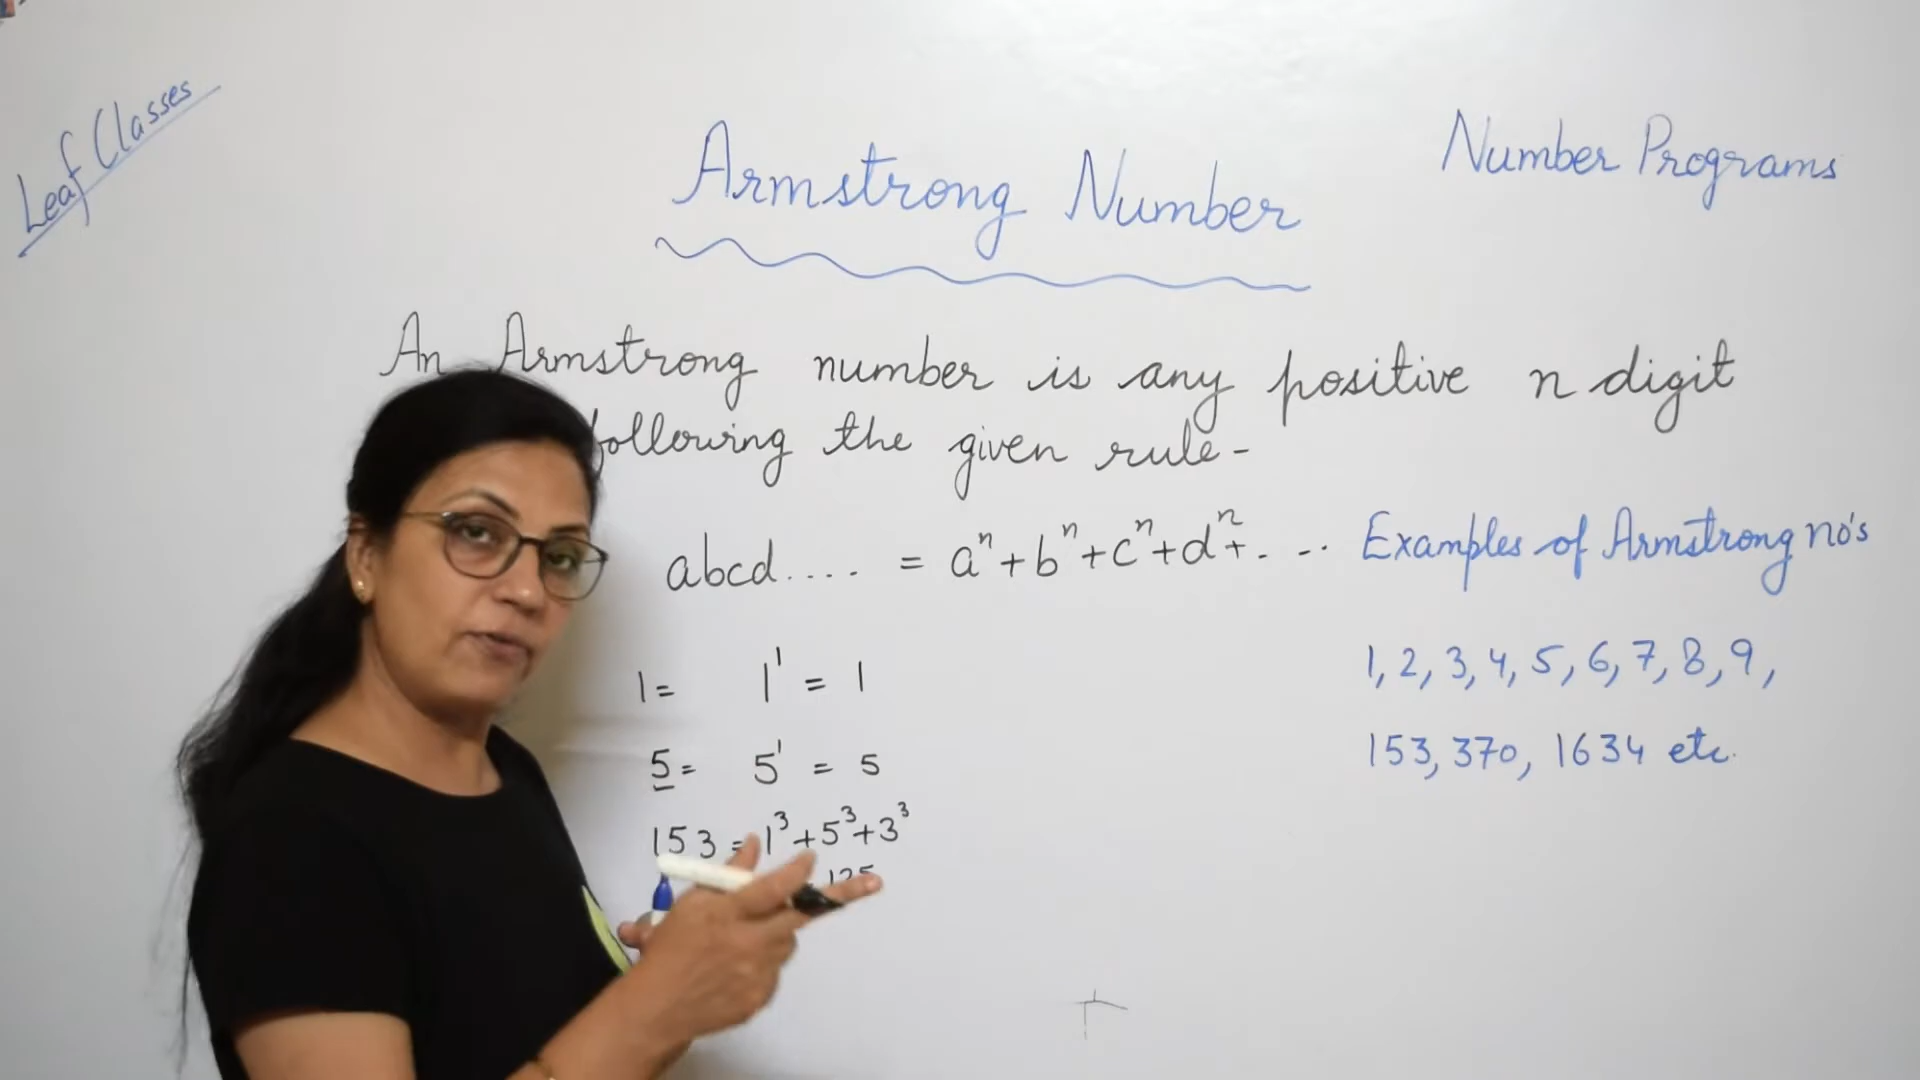 Leaf Classes
Armstrong Number
Number Programs
An Armstrong number is any positive n digit
following the given rule-
abcd.... = aⁿ+bⁿ+cⁿ+dⁿ+. -..
Examples of Armstrong no's
1, 2, 3, 4, 5, 6, 7, 8, 9,
153, 370, 1634 etc.
1= 1¹ = 1
5= 5¹ = 5
153 = 1³+5³+3³
125